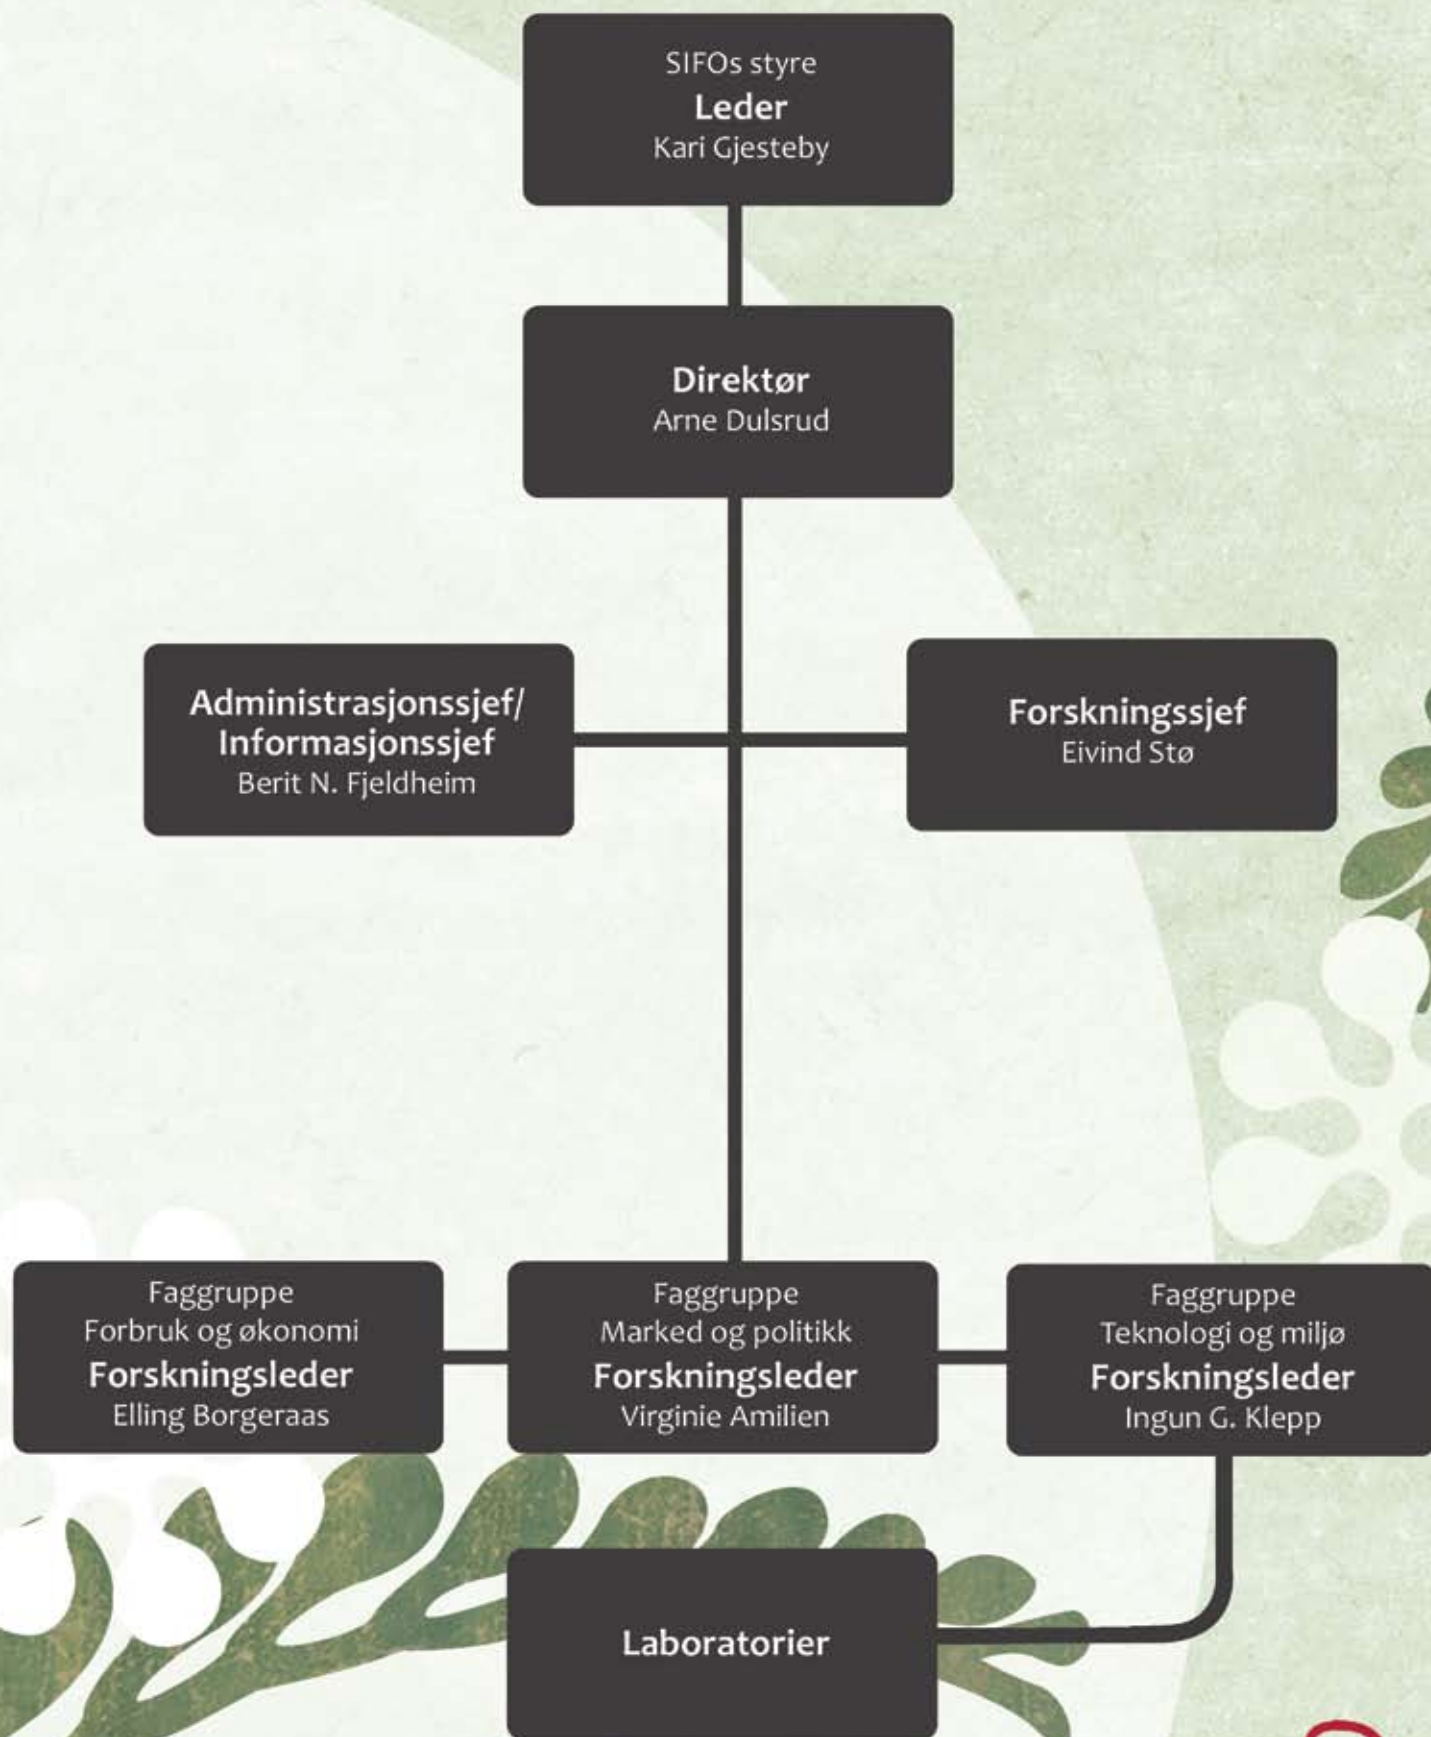 SIFOs styre
Leder
Kari Gjesteby
Direktør
Arne Dulsrud
Administrasjonssjef/
Informasjonssjef
Berit N. Fjeldheim
Forskningssjef
Eivind Stø
Faggruppe
Forbruk og økonomi
Forskningsleder
Elling Borgeraas
Faggruppe
Marked og politikk
Forskningsleder
Virginie Amilien
Faggruppe
Teknologi og miljø
Forskningsleder
Ingun G. Klepp
Laboratorier